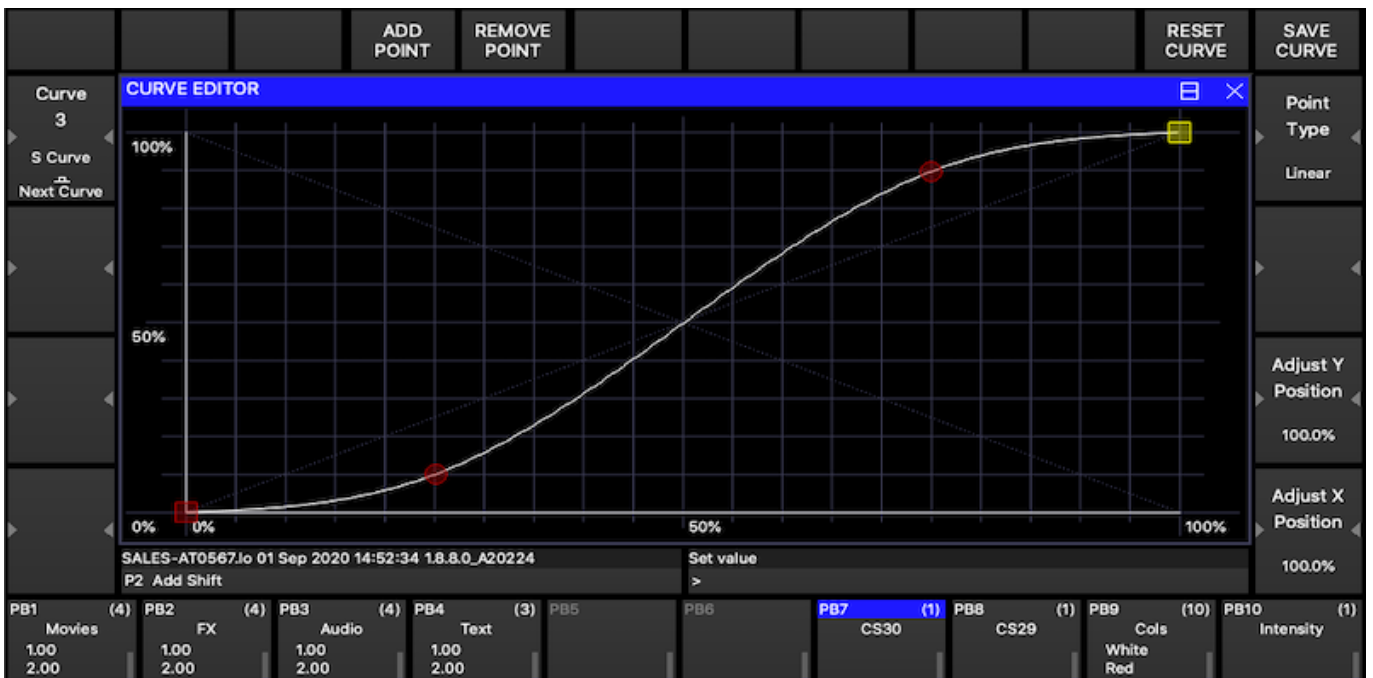 ADD
POINT
REMOVE
POINT
RESET
CURVE
SAVE
CURVE
Curve
3
S Curve
Next Curve
CURVE EDITOR
100%
50%
0%
0%
50%
100%
Point
Type
Linear
Adjust Y
Position
100.0%
Adjust X
Position
100.0%
SALES-AT0567.lo 01 Sep 2020 14:52:34 1.8.8.0_A20224
Set value
P2 Add Shift
>
PB1 (4)
Movies
1.00
2.00
PB2 (4)
FX
1.00
2.00
PB3 (4)
Audio
1.00
2.00
PB4 (3)
Text
1.00
2.00
PB5
PB6
PB7 (1)
CS30
PB8 (1)
CS29
PB9 (10)
Cols
White
Red
PB10 (1)
Intensity